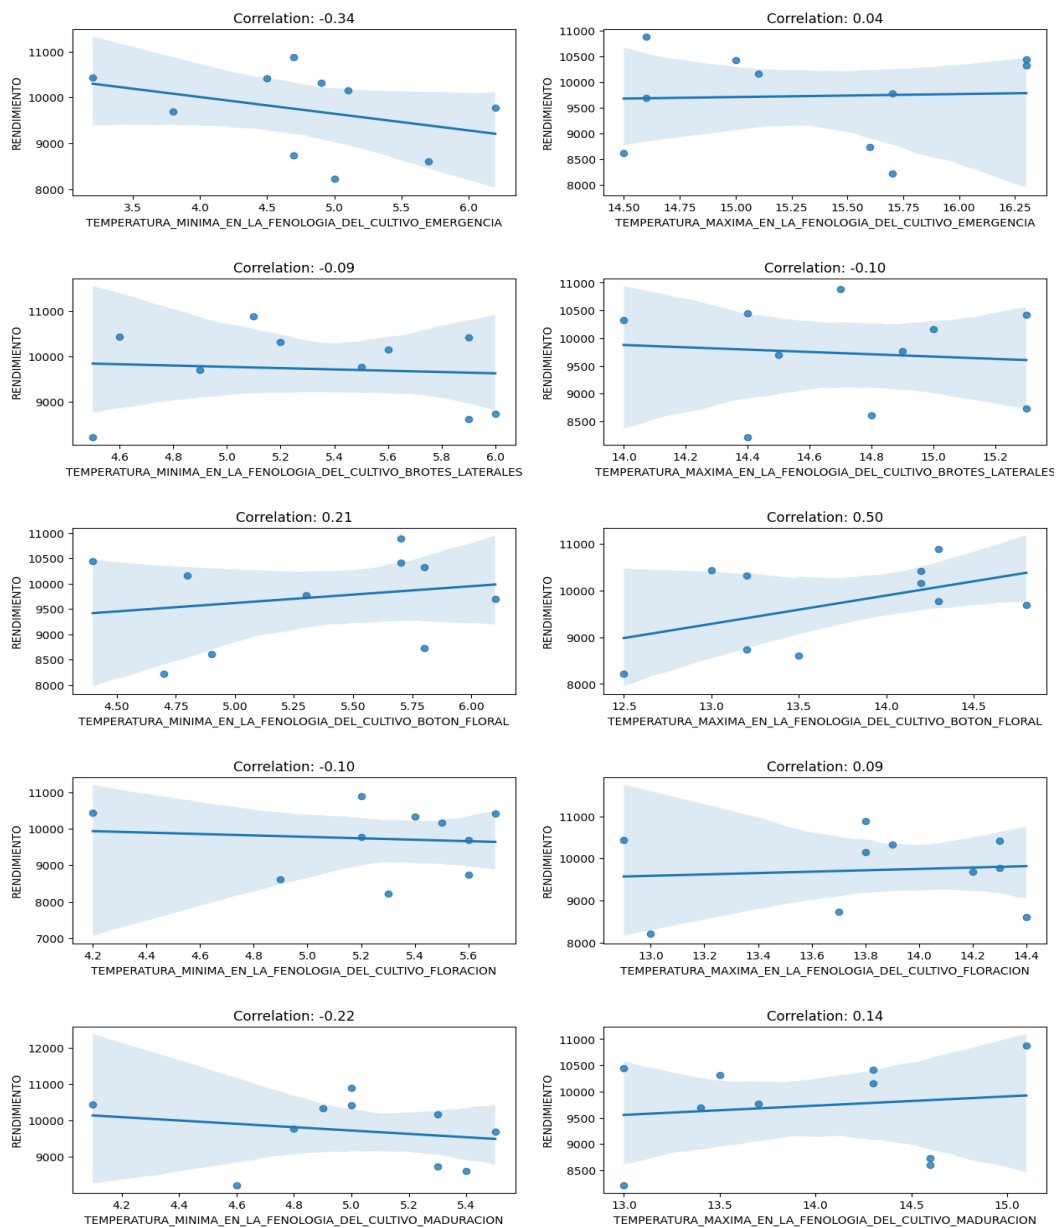 Correlation: -0.34
Correlation: 0.04
11000
10000
9000
8000
RENDIMIENTO
3.5 4.0 4.5 5.0 5.5 6.0
TEMPERATURA_MINIMA_EN_LA_FENOLOGIA_DEL_CULTIVO_EMERGENCIA
11000
10500
10000
9500
9000
8500
8000
RENDIMIENTO
14.50 14.75 15.00 15.25 15.50 15.75 16.00 16.25
TEMPERATURA_MAXIMA_EN_LA_FENOLOGIA_DEL_CULTIVO_EMERGENCIA
Correlation: -0.09
Correlation: -0.10
11000
10000
9000
RENDIMIENTO
4.6 4.8 5.0 5.2 5.4 5.6 5.8 6.0
TEMPERATURA_MINIMA_EN_LA_FENOLOGIA_DEL_CULTIVO_BROTES_LATERALES
11000
10500
10000
9500
9000
8500
RENDIMIENTO
14.0 14.2 14.4 14.6 14.8 15.0 15.2
TEMPERATURA_MAXIMA_EN_LA_FENOLOGIA_DEL_CULTIVO_BROTES_LATERALES
Correlation: 0.21
Correlation: 0.50
11000
10500
10000
9500
9000
8500
8000
RENDIMIENTO
4.50 4.75 5.00 5.25 5.50 5.75 6.00
TEMPERATURA_MINIMA_EN_LA_FENOLOGIA_DEL_CULTIVO_BOTON_FLORAL
11000
10000
9000
8000
RENDIMIENTO
12.5 13.0 13.5 14.0 14.5
TEMPERATURA_MAXIMA_EN_LA_FENOLOGIA_DEL_CULTIVO_BOTON_FLORAL
Correlation: -0.10
Correlation: 0.09
11000
10000
9000
8000
7000
RENDIMIENTO
4.2 4.4 4.6 4.8 5.0 5.2 5.4 5.6
TEMPERATURA_MINIMA_EN_LA_FENOLOGIA_DEL_CULTIVO_FLORACION
11000
10000
9000
8000
RENDIMIENTO
13.0 13.2 13.4 13.6 13.8 14.0 14.2 14.4
TEMPERATURA_MAXIMA_EN_LA_FENOLOGIA_DEL_CULTIVO_FLORACION
Correlation: -0.22
Correlation: 0.14
12000
11000
10000
9000
RENDIMIENTO
4.2 4.4 4.6 4.8 5.0 5.2 5.4
TEMPERATURA_MINIMA_EN_LA_FENOLOGIA_DEL_CULTIVO_MADURACION
11000
10500
10000
9500
9000
8500
RENDIMIENTO
13.0 13.5 14.0 14.5 15.0
TEMPERATURA_MAXIMA_EN_LA_FENOLOGIA_DEL_CULTIVO_MADURACION